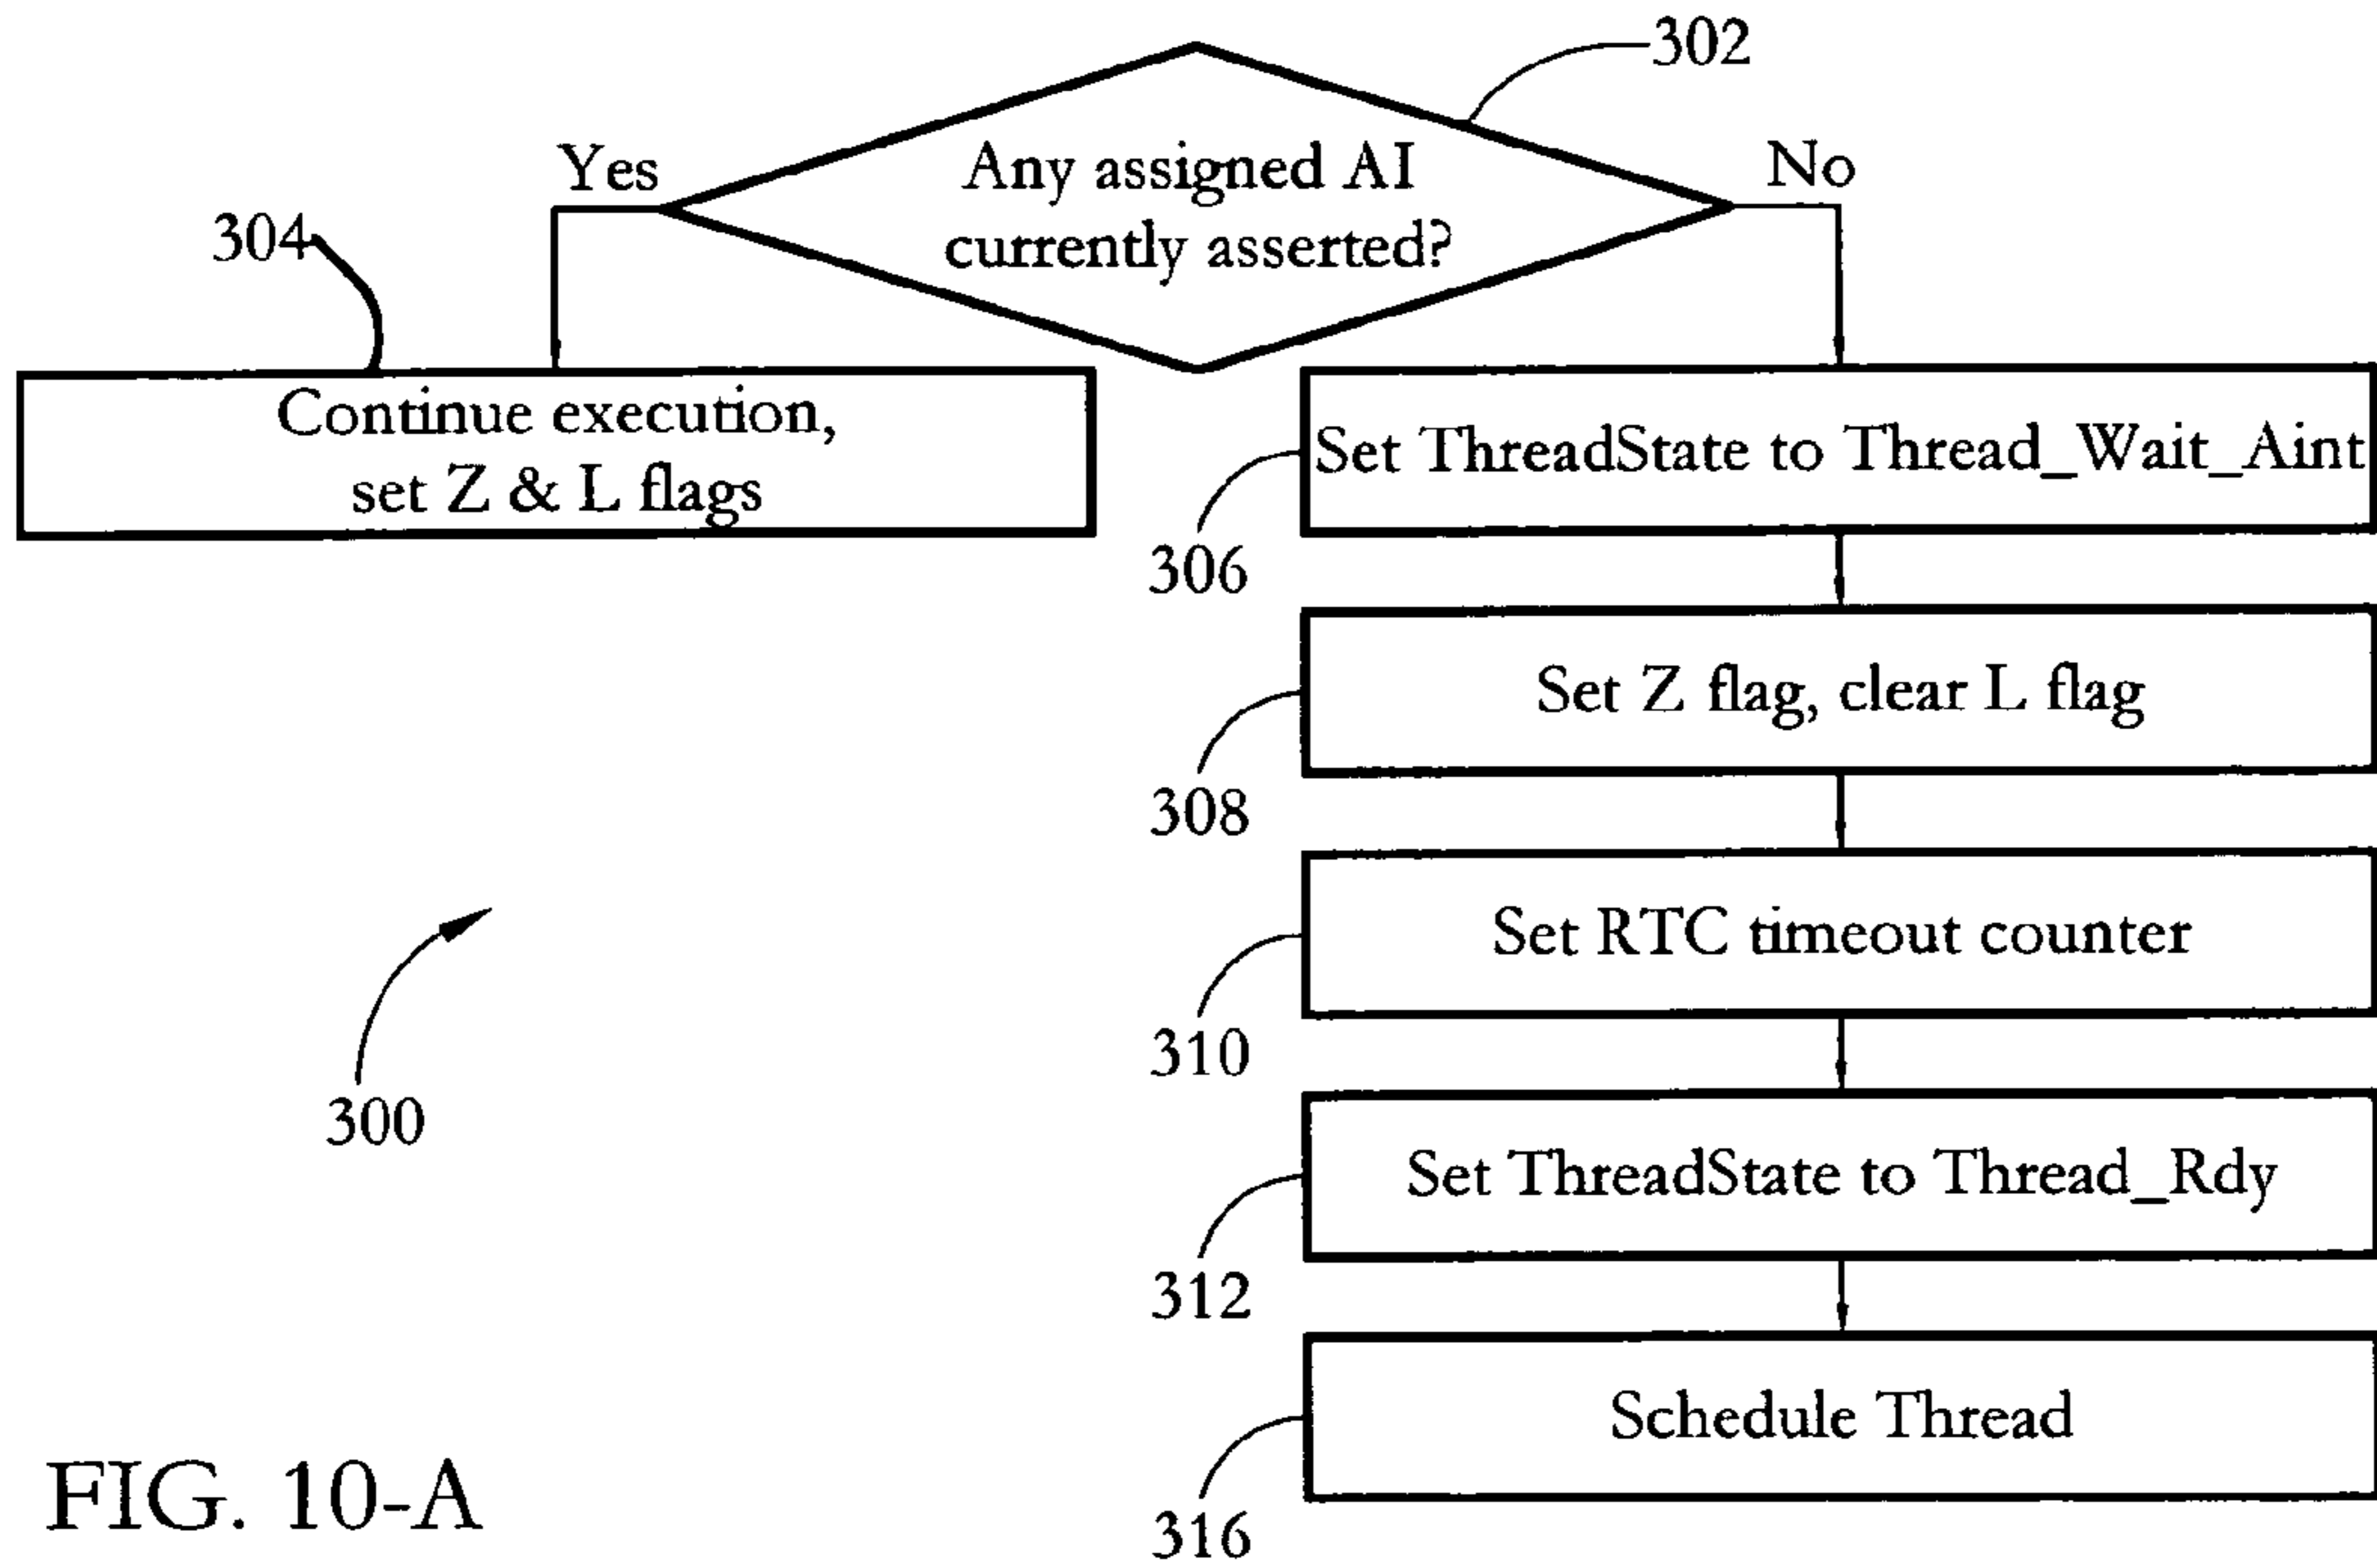 302
Yes
No
Any assigned AI
currently asserted?
304
Continue execution,
set Z & L flags
Set ThreadState to Thread_Wait_Aint
306
Set Z flag, clear L flag
308
Set RTC timeout counter
310
300
Set ThreadState to Thread_Rdy
312
Schedule Thread
316
FIG. 10-A